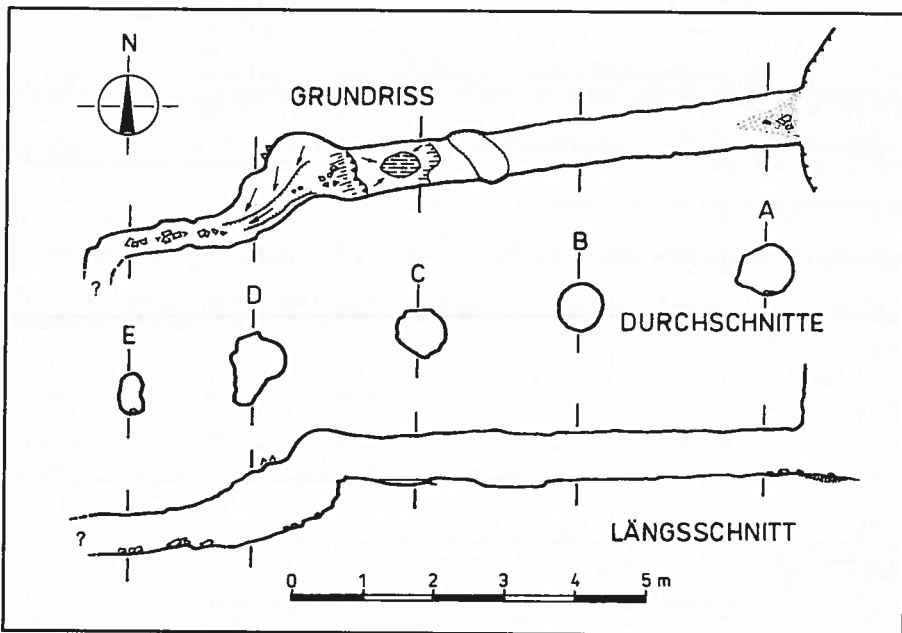 N
GRUNDRISS
A
B
C
D
E
?
DURCHSCHNITTE
LÄNGSSCHNITT
?
0 1 2 3 4 5 m